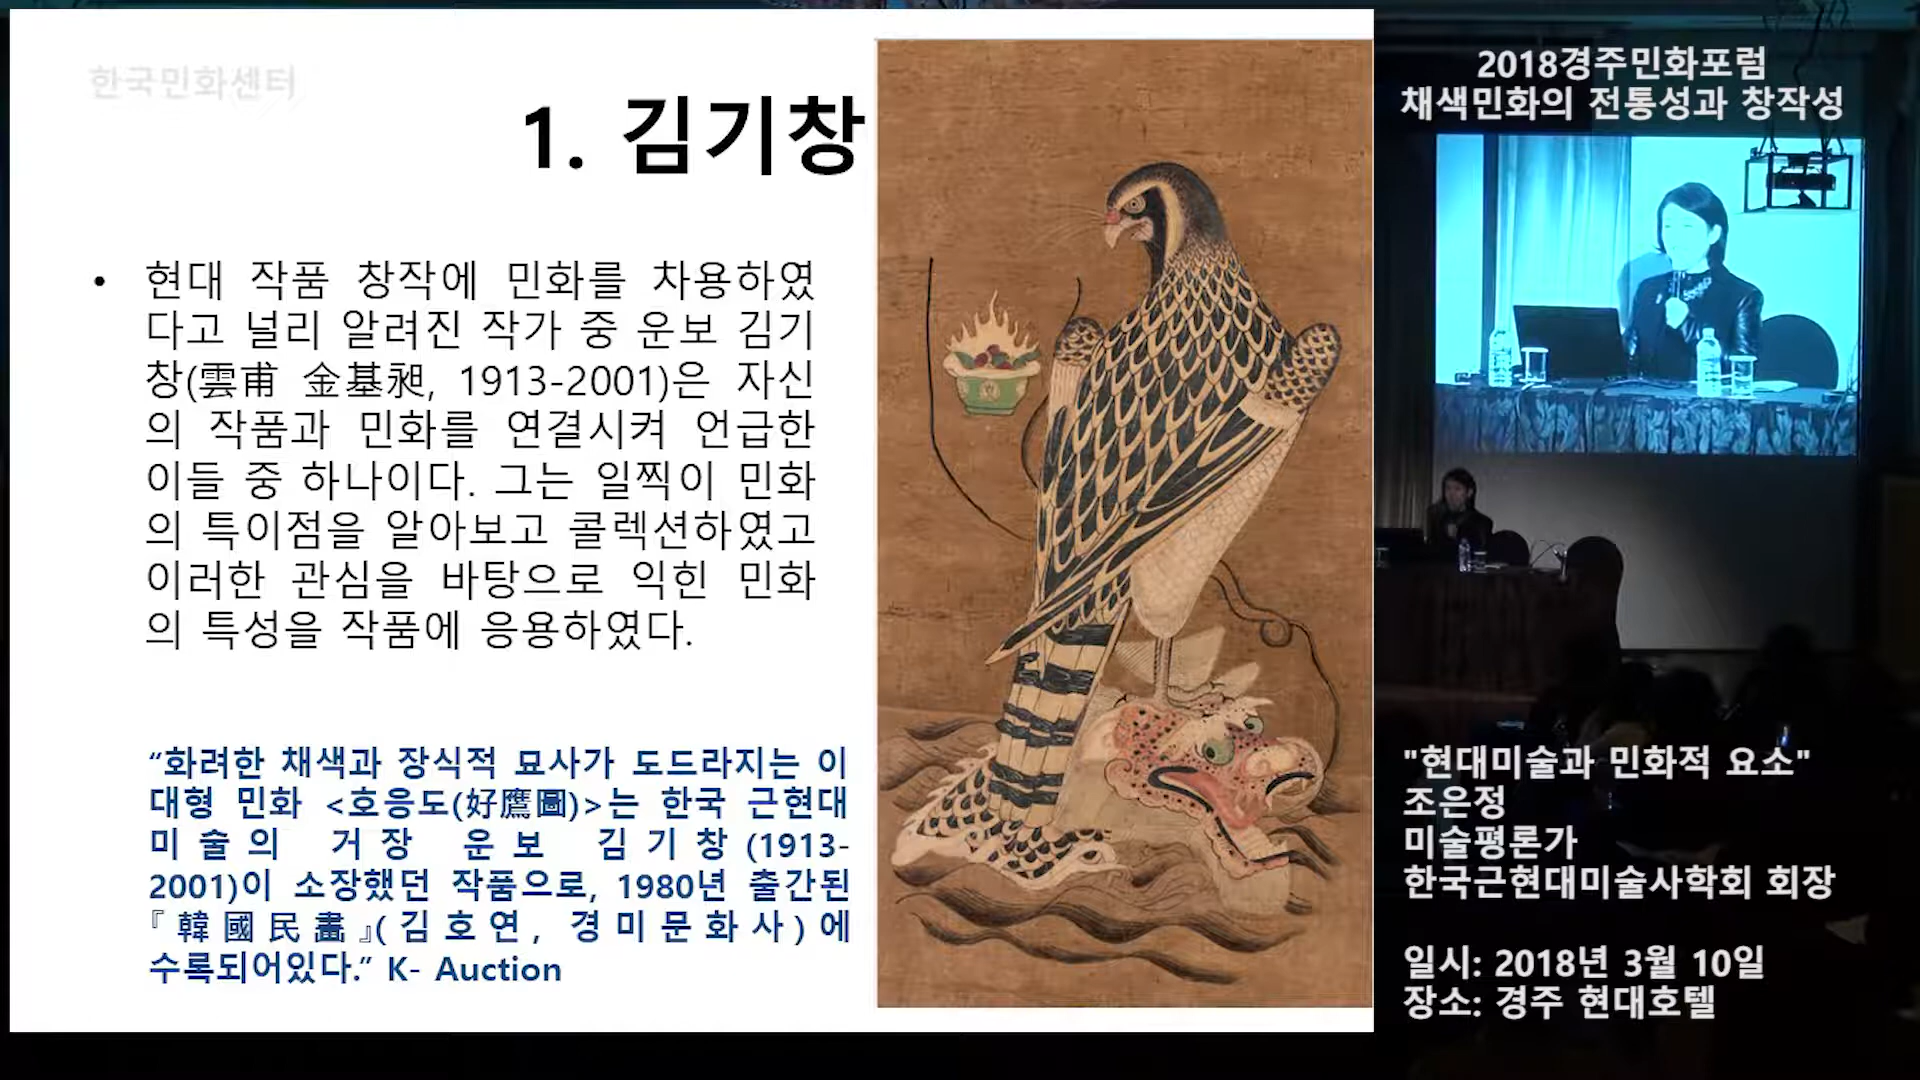 한국민화센터
1. 김기창
• 현대 작품 창작에 민화를 차용하였
다고 널리 알려진 작가 중 운보 김기
창(雲甫 金基昶, 1913-2001)은 자신
의 작품과 민화를 연결시켜 언급한
이들 중 하나이다. 그는 일찍이 민화
의 특이점을 알아보고 콜렉션하였고
이러한 관심을 바탕으로 익힌 민화
의 특성을 작품에 응용하였다.
“화려한 채색과 장식적 묘사가 도드라지는 이
대형 민화 <호응도(好鷹圖)>는 한국 근현대
미술의 거장 운보 김기창(1913-
2001)이 소장했던 작품으로, 1980년 출간된
『韓國民畫』(김호연, 경미문화사)에
수록되어있다.” K- Auction
2018경주민화포럼
채색민화의 전통성과 창작성
"현대미술과 민화적 요소"
조은정
미술평론가
한국근현대미술사학회 회장
일시: 2018년 3월 10일
장소: 경주 현대호텔